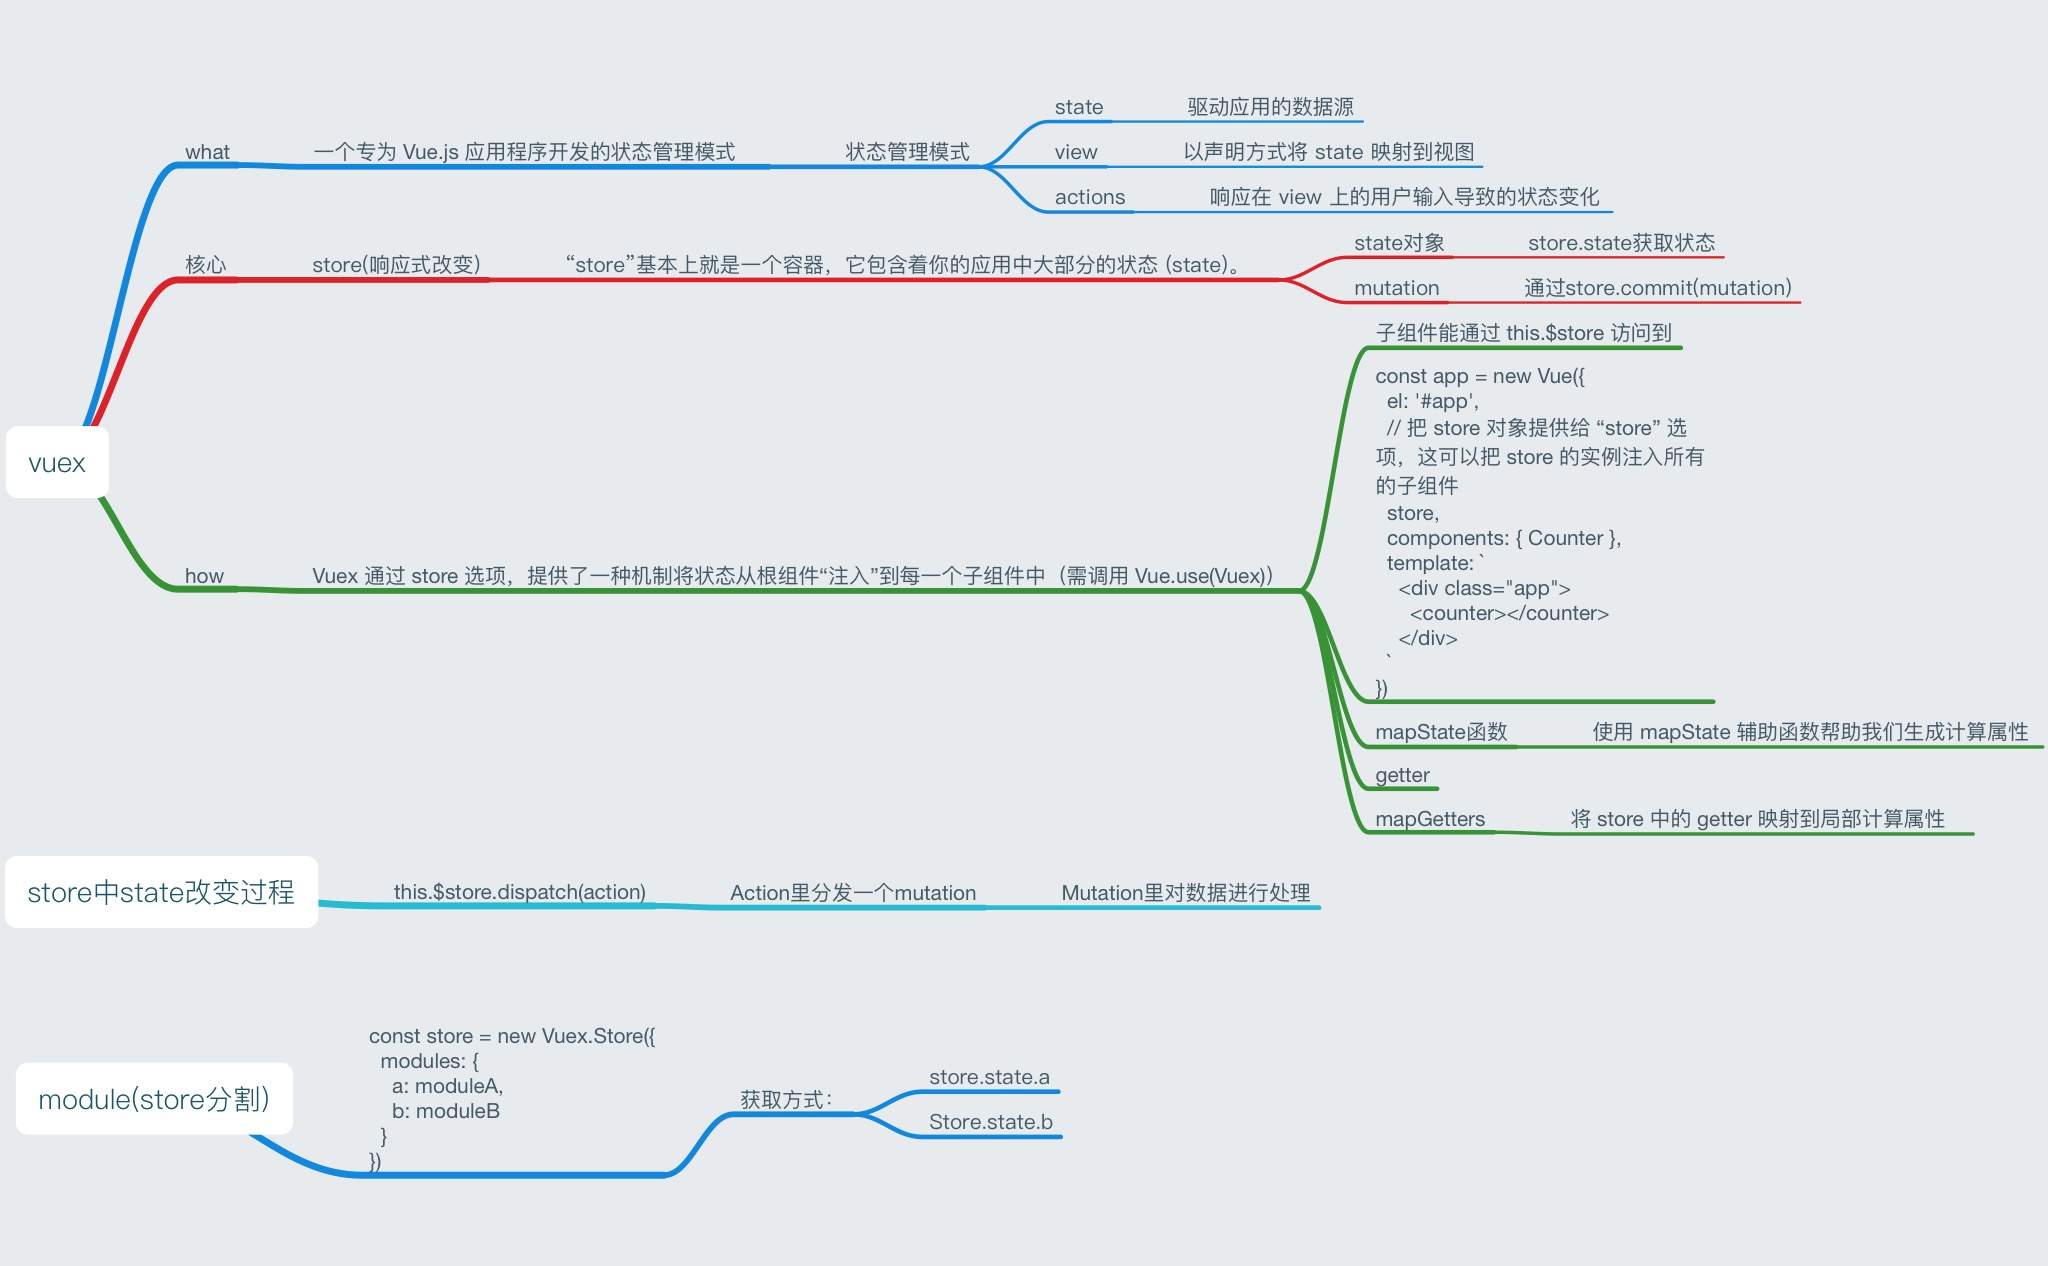 vuex
what
一个专为 Vue.js 应用程序开发的状态管理模式
状态管理模式
state
驱动应用的数据源
view
以声明方式将 state 映射到视图
actions
响应在 view 上的用户输入导致的状态变化
核心
store(响应式改变)
“store”基本上就是一个容器，它包含着你的应用中大部分的状态 (state)。
state对象
store.state获取状态
mutation
通过store.commit(mutation)
how
Vuex 通过 store 选项，提供了一种机制将状态从根组件“注入”到每一个子组件中（需调用 Vue.use(Vuex)）
子组件能通过 this.$store 访问到
const app = new Vue({
el: '#app',
// 把 store 对象提供给 “store” 选
项，这可以把 store 的实例注入所有
的子组件
store,
components: { Counter },
template: `
<div class="app">
<counter></counter>
</div>
`
})
mapState函数
使用 mapState 辅助函数帮助我们生成计算属性
getter
mapGetters
将 store 中的 getter 映射到局部计算属性
store中state改变过程
this.$store.dispatch(action)
Action里分发一个mutation
Mutation里对数据进行处理
module(store分割)
const store = new Vuex.Store({
modules: {
a: moduleA,
b: moduleB
}
})
获取方式：
store.state.a
Store.state.b